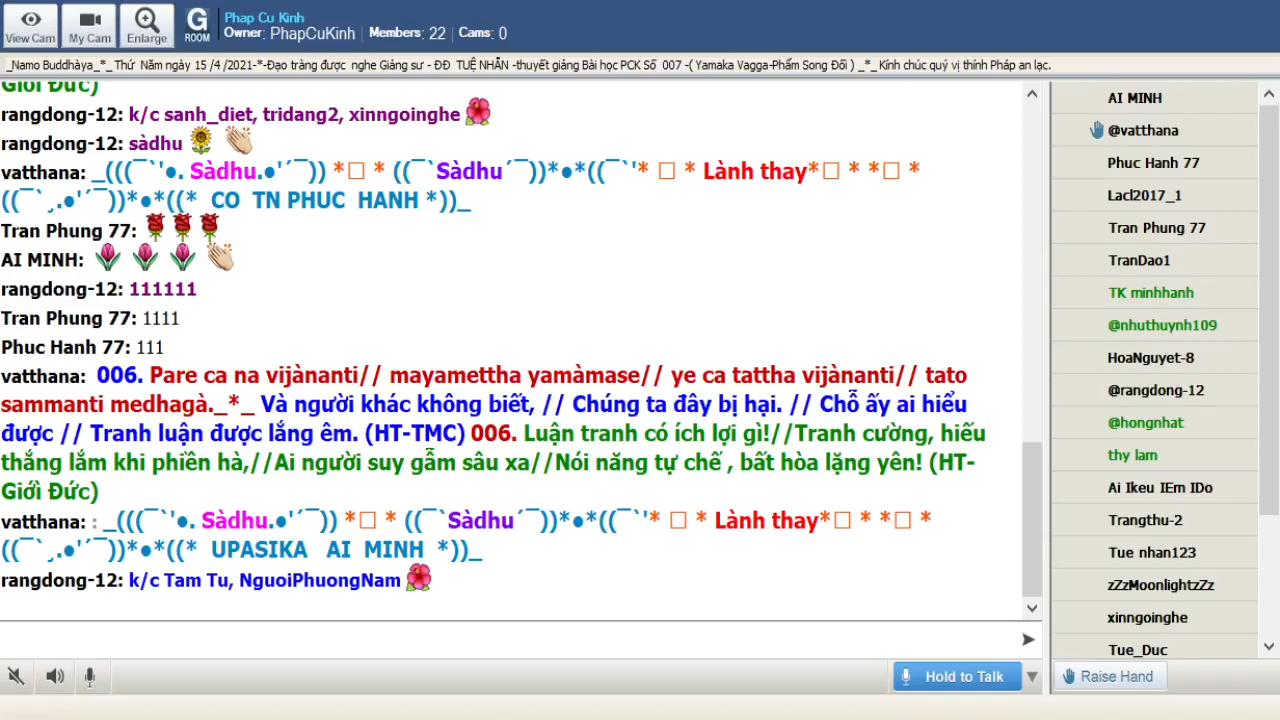 View Cam
My Cam
Enlarge
G ROOM
Phap Cu Kinh
Owner: PhapCuKinh | Members: 22 | Cams: 0
_Namo Buddhàya_*_ Thứ Năm ngày 15 /4 /2021-*-Đạo tràng được nghe Giảng sư - ĐĐ TUỆ NHẪN -thuyết giảng Bài học PCK Số 007 -( Yamaka Vagga-Phẩm Song Đối ) _*_ Kính chúc quý vị thính Pháp an lạc.
Giới Đức)
rangdong-12: k/c sanh_diet, tridang2, xinngoinghe
rangdong-12: sàdhu
vatthana: _(((¯`'•. Sàdhu.•'´¯)) *□ * ((¯`Sàdhu´¯))*•*((¯`'* □ * Lành thay*□ * *□ *
((¯`¸.•'´¯))*•*((* CO TN PHUC HANH *))_
Tran Phung 77:
AI MINH:
rangdong-12: 111111
Tran Phung 77: 1111
Phuc Hanh 77: 111
vatthana: 006. Pare ca na vijànanti// mayamettha yamàmase// ye ca tattha vijànanti// tato
sammanti medhagà._*_ Và người khác không biết, // Chúng ta đây bị hại. // Chỗ ấy ai hiểu
được // Tranh luận được lắng êm. (HT-TMC) 006. Luận tranh có ích lợi gì!//Tranh cường, hiếu
thắng lắm khi phiền hà,//Ai người suy gẫm sâu xa//Nói năng tự chế , bất hòa lặng yên! (HT-
Giới Đức)
vatthana: : _(((¯`'•. Sàdhu.•'´¯)) *□ * ((¯`Sàdhu´¯))*•*((¯`'* □ * Lành thay*□ * *□ *
((¯`¸.•'´¯))*•*((* UPASIKA AI MINH *))_
rangdong-12: k/c Tam Tu, NguoiPhuongNam
Hold to Talk
AI MINH
@vatthana
Phuc Hanh 77
Lacl2017_1
Tran Phung 77
TranDao1
TK minhhanh
@nhuthuynh109
HoaNguyet-8
@rangdong-12
@hongnhat
thy lam
Ai Ikeu IEm IDo
Trangthu-2
Tue nhan123
zZzMoonlightzZz
xinngoinghe
Tue_Duc
Raise Hand